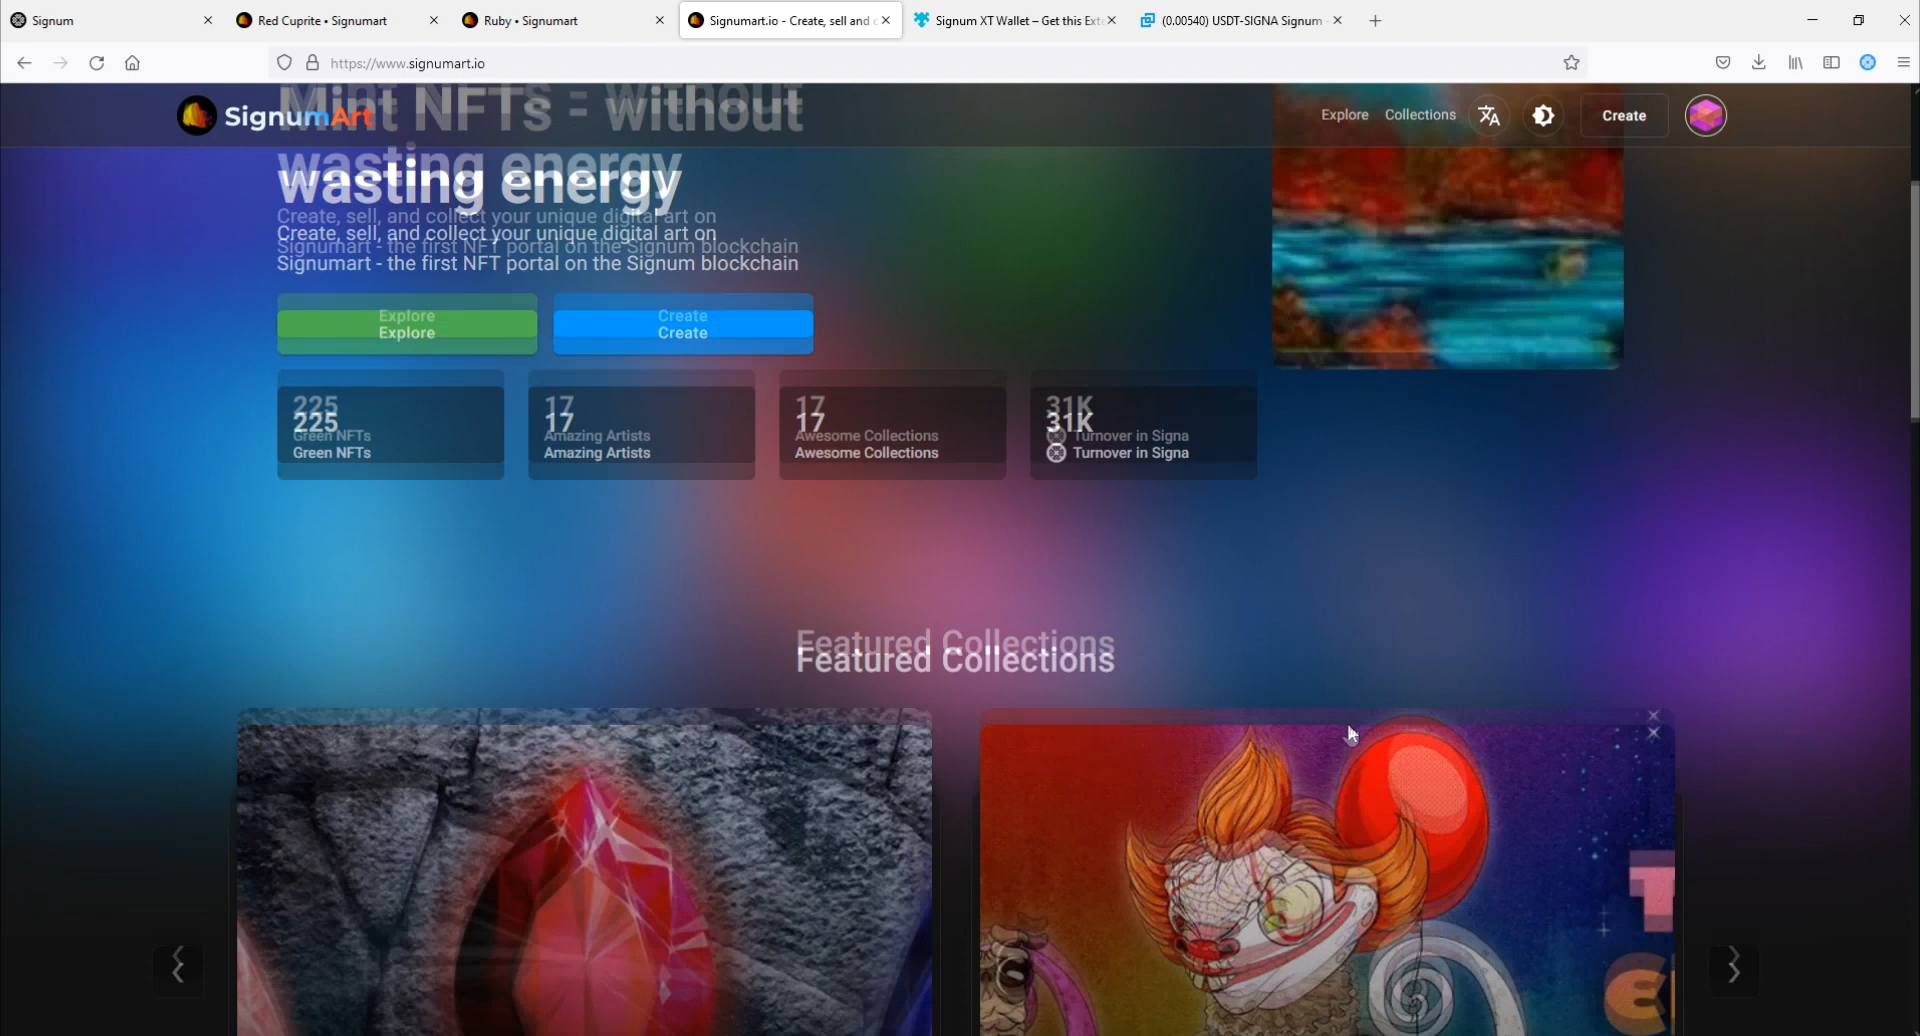 Signum
Red Cuprite • Signumart
Ruby • Signumart
Signumart.io - Create, sell and c
Signum XT Wallet – Get this Exte
(0.00540) USDT-SIGNA Signum
https://www.signumart.io
SignumArt
Explore
Collections
Create
Mint NFTs - without
wasting energy
Create, sell, and collect your unique digital art on
Signumart - the first NFT portal on the Signum blockchain
Explore
Create
225
Green NFTs
17
Amazing Artists
17
Awesome Collections
31K
Turnover in Signa
Featured Collections